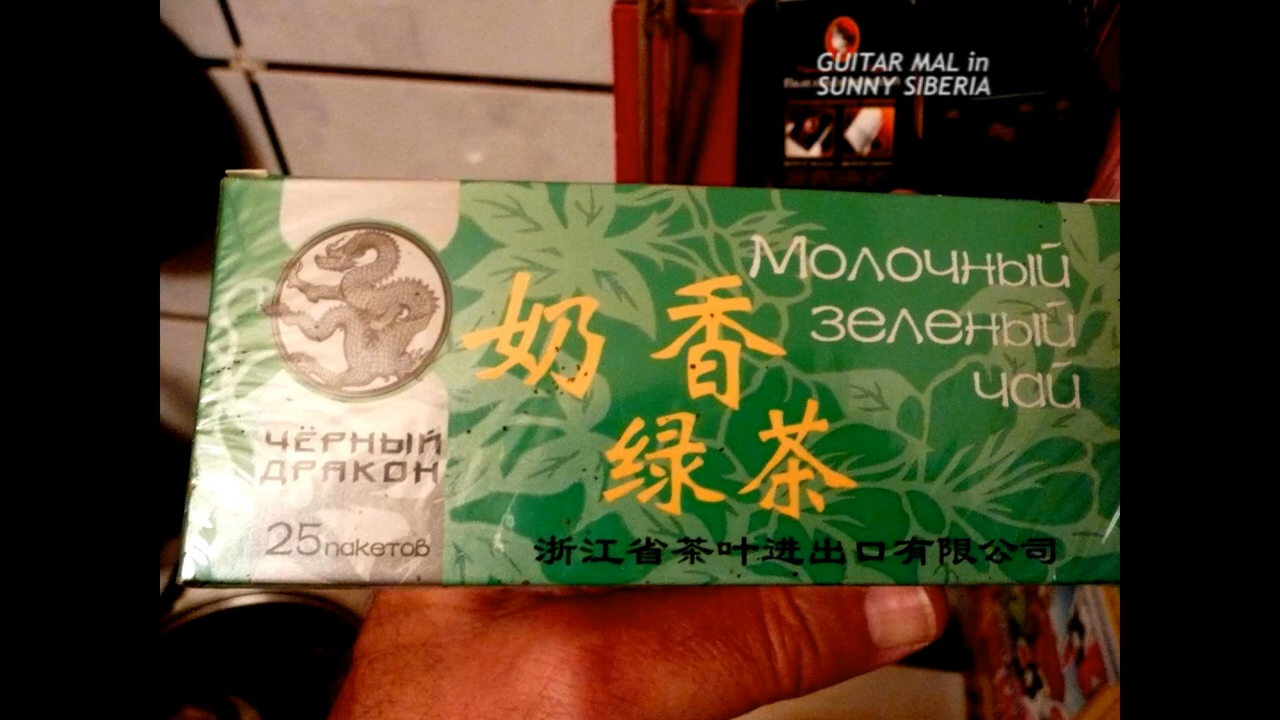 GUITAR MAL in
SUNNY SIBERIA
Молочный
зеленый
чай
奶香
绿茶
ЧЁРНЫЙ
ДРАКОН
25 пакетов
浙江省茶叶进出口有限公司